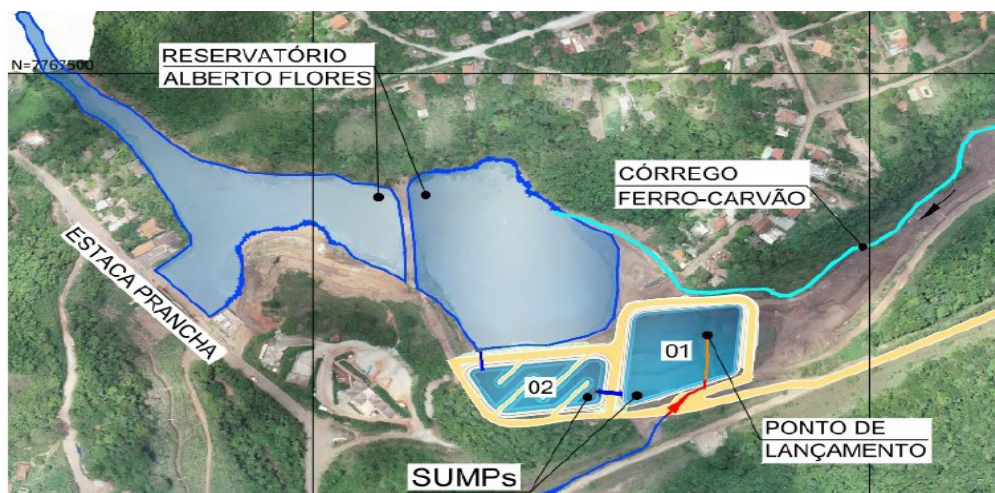 RESERVATÓRIO
ALBERTO FLORES
N=7767500
CÓRREGO
FERRO-CARVÃO
ESTACA PRANCHA
01
02
PONTO DE
LANÇAMENTO
SUMPs